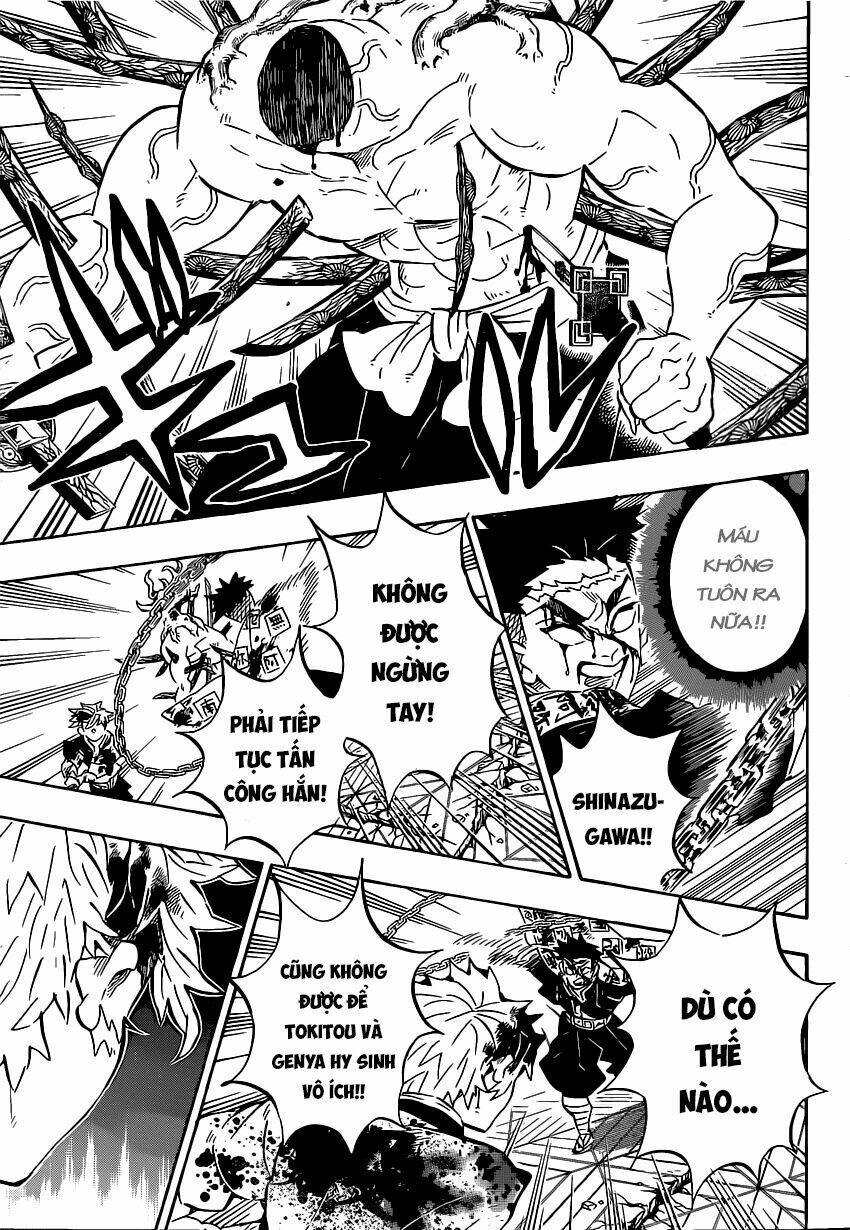 MÁU
KHÔNG
TUÔN RA
NỮA!!
SHINAZU-
GAWA!!
KHÔNG
ĐƯỢC
NGỪNG
TAY!
PHẢI TIẾP
TỤC TẤN
CÔNG HẮN!
DÙ CÓ
THẾ
NÀO...
CŨNG KHÔNG
ĐƯỢC ĐỂ
TOKITOU VÀ
GENYA HY SINH
VÔ ÍCH!!